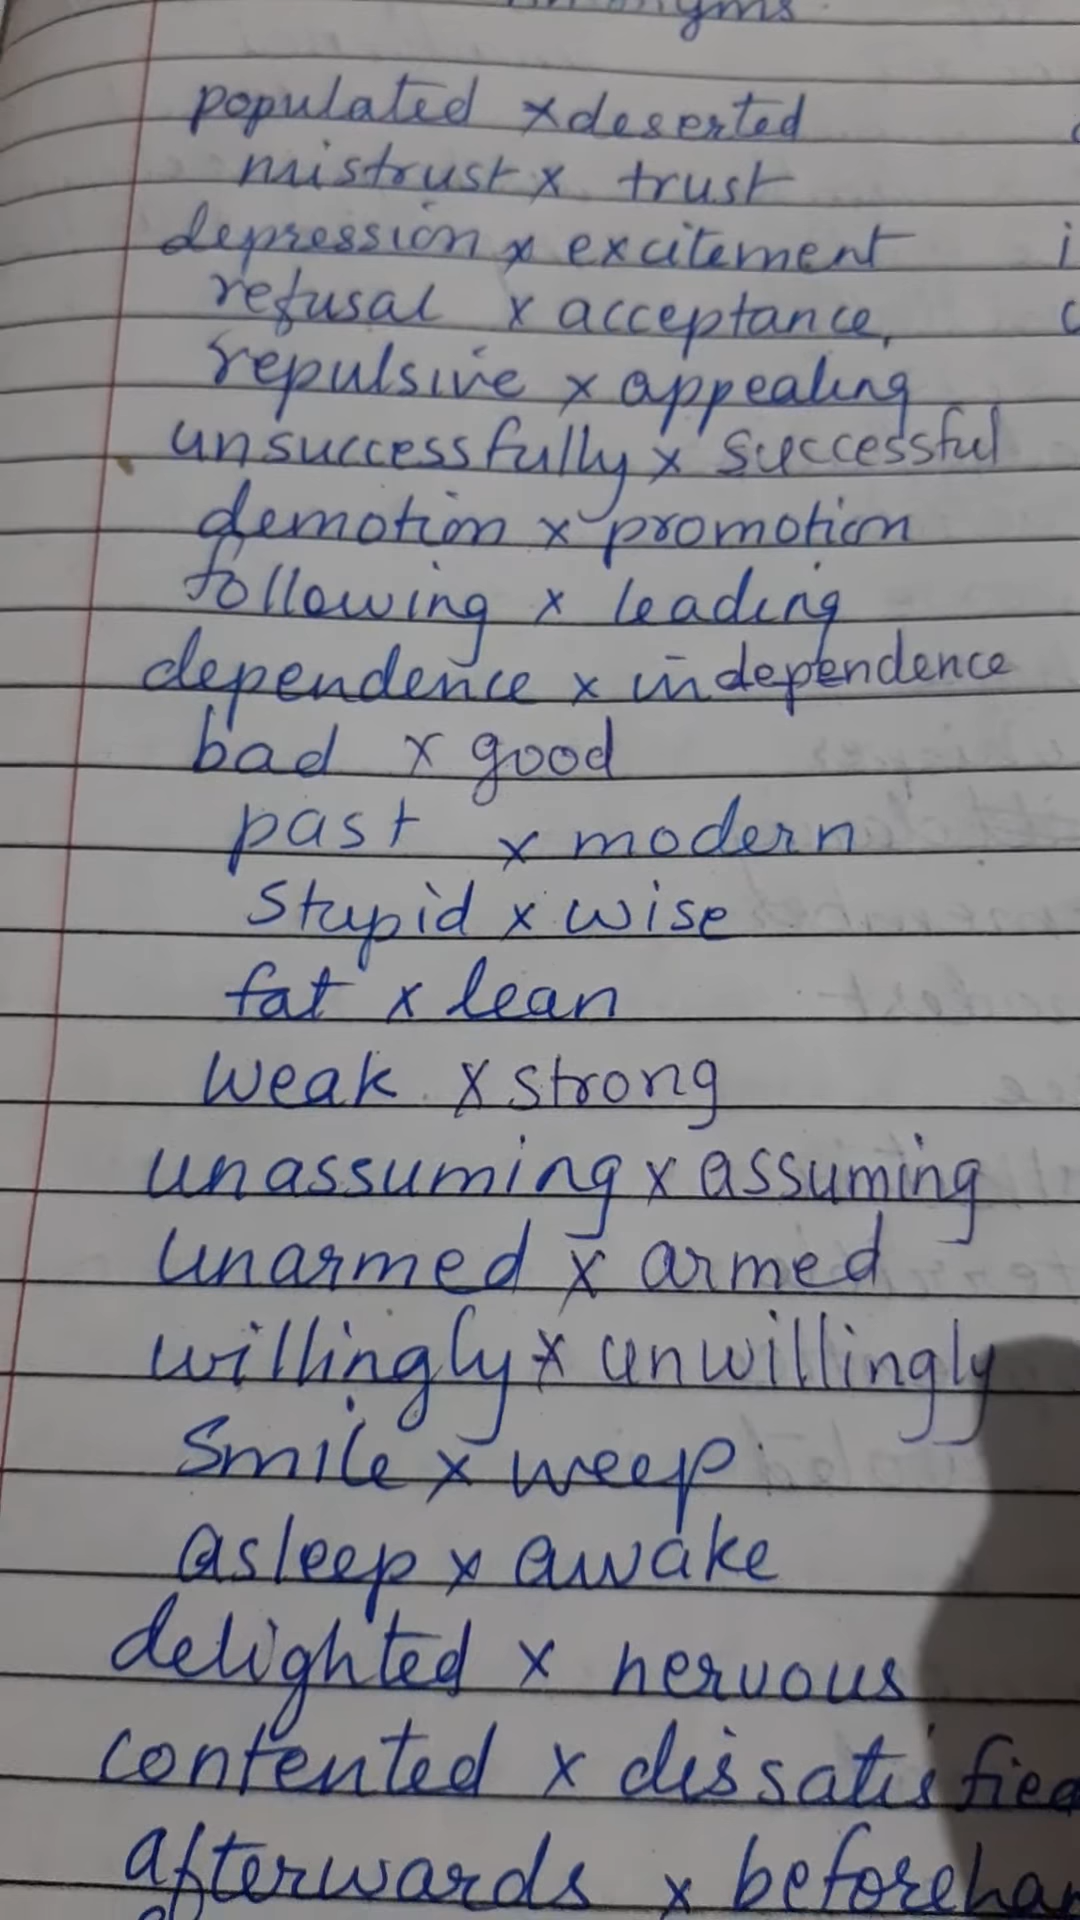 populated x deserted
mistrust x trust
depression x excitement
refusal x acceptance,
repulsive x appealing
unsuccessfully x successful
demotion x promotion
following x leading
dependence x independence
bad x good
past x modern
Stupid x wise
fat x lean
weak x strong
unassuming x assuming
unarmed x armed
willingly x unwillingly
Smile x weep
asleep x awake
delighted x nervous
contented x dissatisfied
afterwards x beforehan